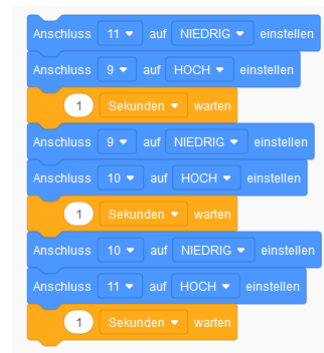 Anschluss 11 auf NIEDRIG einstellen
Anschluss 9 auf HOCH einstellen
1 Sekunden warten
Anschluss 9 auf NIEDRIG einstellen
Anschluss 10 auf HOCH einstellen
1 Sekunden warten
Anschluss 10 auf NIEDRIG einstellen
Anschluss 11 auf HOCH einstellen
1 Sekunden warten